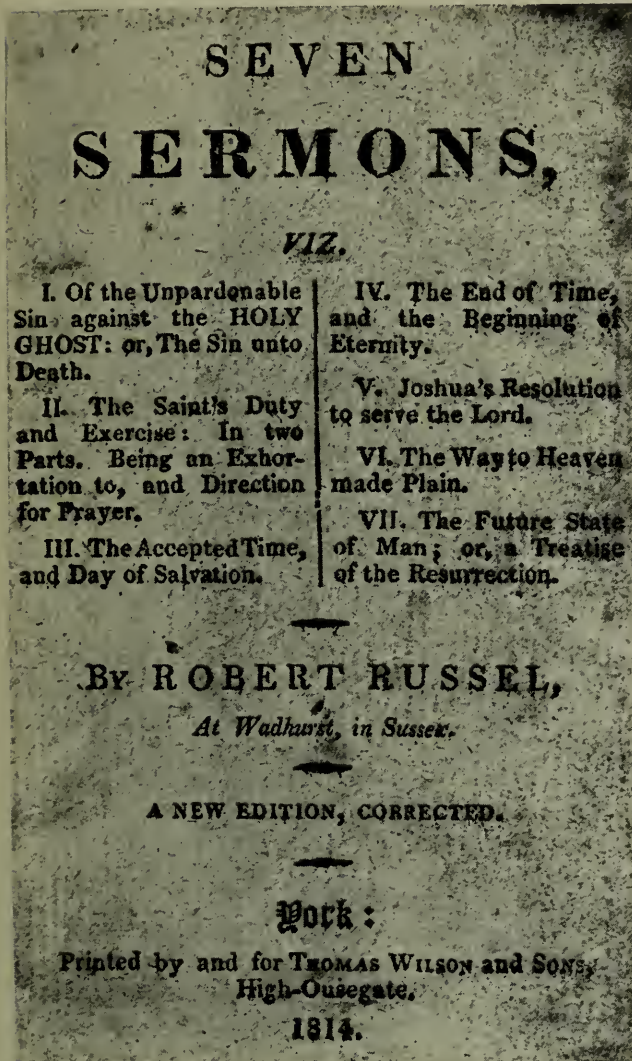 SEVEN
SERMONS,
VIZ.
I. Of the Unpardonable
Sin against the HOLY
GHOST: or, The Sin unto
Death.
II. The Saint's Duty
and Exercise: In two
Parts. Being an Exhor-
tation to, and Direction
for Prayer.
III. The Accepted Time,
and Day of Salvation.
IV. The End of Time,
and the Beginning of
Eternity.
V. Joshua's Resolution
to serve the Lord.
VI. The Way to Heaven
made Plain.
VII. The Future State
of Man; or, a Treatise
of the Resurrection.
By ROBERT RUSSEL,
At Wadhurst, in Sussex.
A NEW EDITION, CORRECTED.
York:
Printed by and for THOMAS WILSON and SONS,
High-Ousegate.
1814.